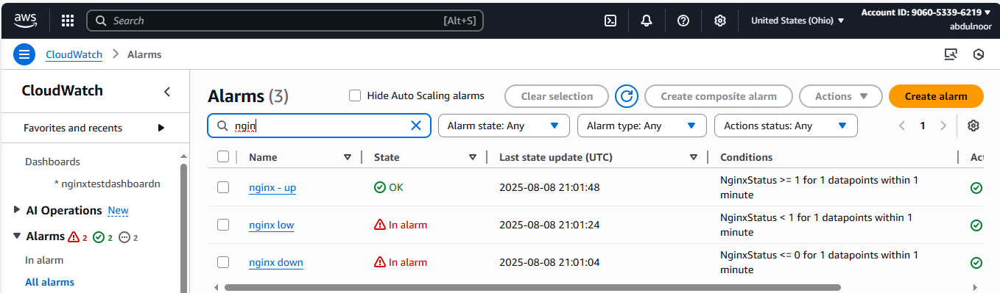 aws
Search [Alt+S]
United States (Ohio)
Account ID: 9060-5339-6219
abdulnoor
CloudWatch > Alarms
CloudWatch
Favorites and recents
Dashboards
* nginxtestdashboardn
AI Operations New
Alarms 2 2 2
In alarm
All alarms
Alarms (3)
Hide Auto Scaling alarms
Clear selection
Create composite alarm
Actions
Create alarm
ngin
Alarm state: Any
Alarm type: Any
Actions status: Any
1
Name State Last state update (UTC) Conditions Act
nginx - up OK 2025-08-08 21:01:48 NginxStatus >= 1 for 1 datapoints within 1
minute
nginx low In alarm 2025-08-08 21:01:24 NginxStatus < 1 for 1 datapoints within 1
minute
nginx down In alarm 2025-08-08 21:01:04 NginxStatus <= 0 for 1 datapoints within 1
minute